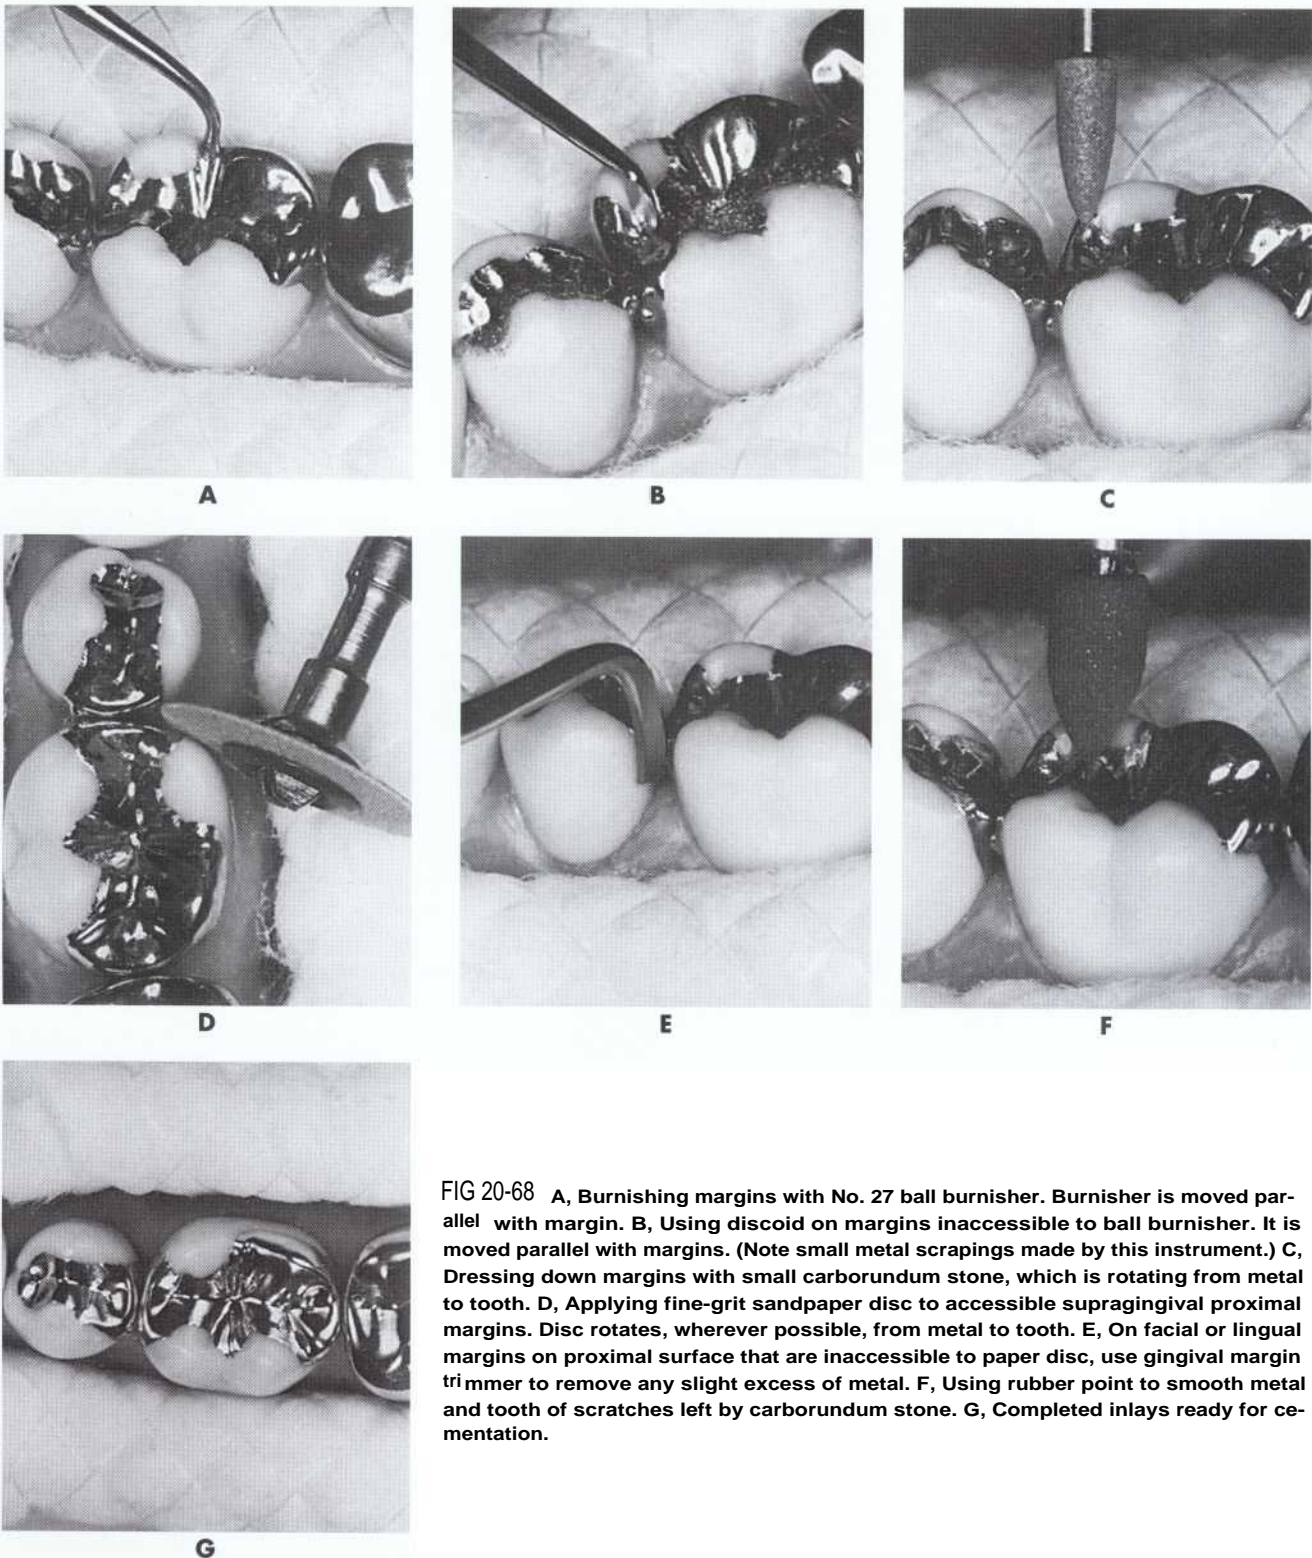 A
B
C
D
E
F
G
FIG 20-68 A, Burnishing margins with No. 27 ball burnisher. Burnisher is moved par-
allel with margin. B, Using discoid on margins inaccessible to ball burnisher. It is
moved parallel with margins. (Note small metal scrapings made by this instrument.) C,
Dressing down margins with small carborundum stone, which is rotating from metal
to tooth. D, Applying fine-grit sandpaper disc to accessible supragingival proximal
margins. Disc rotates, wherever possible, from metal to tooth. E, On facial or lingual
margins on proximal surface that are inaccessible to paper disc, use gingival margin
trimmer to remove any slight excess of metal. F, Using rubber point to smooth metal
and tooth of scratches left by carborundum stone. G, Completed inlays ready for ce-
mentation.